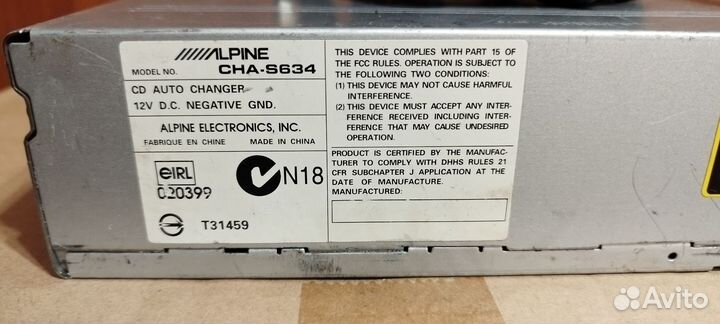 ALPINE
MODEL NO. CHA-S634
CD AUTO CHANGER
12V D.C. NEGATIVE GND.
ALPINE ELECTRONICS, INC.
FABRIQUE EN CHINE MADE IN CHINA
eIRL
020399
N18
T31459
THIS DEVICE COMPLIES WITH PART 15 OF
THE FCC RULES. OPERATION IS SUBJECT TO
THE FOLLOWING TWO CONDITIONS:
(1) THIS DEVICE MAY NOT CAUSE HARMFUL
INTERFERENCE.
(2) THIS DEVICE MUST ACCEPT ANY INTER-
FERENCE RECEIVED INCLUDING INTER-
FERENCE THAT MAY CAUSE UNDESIRED
OPERATION.
PRODUCT IS CERTIFIED BY THE MANUFAC-
TURER TO COMPLY WITH DHHS RULES 21
CFR SUBCHAPTER J APPLICATION AT THE
DATE OF MANUFACTURE.
MANUFACTURED:
Avito